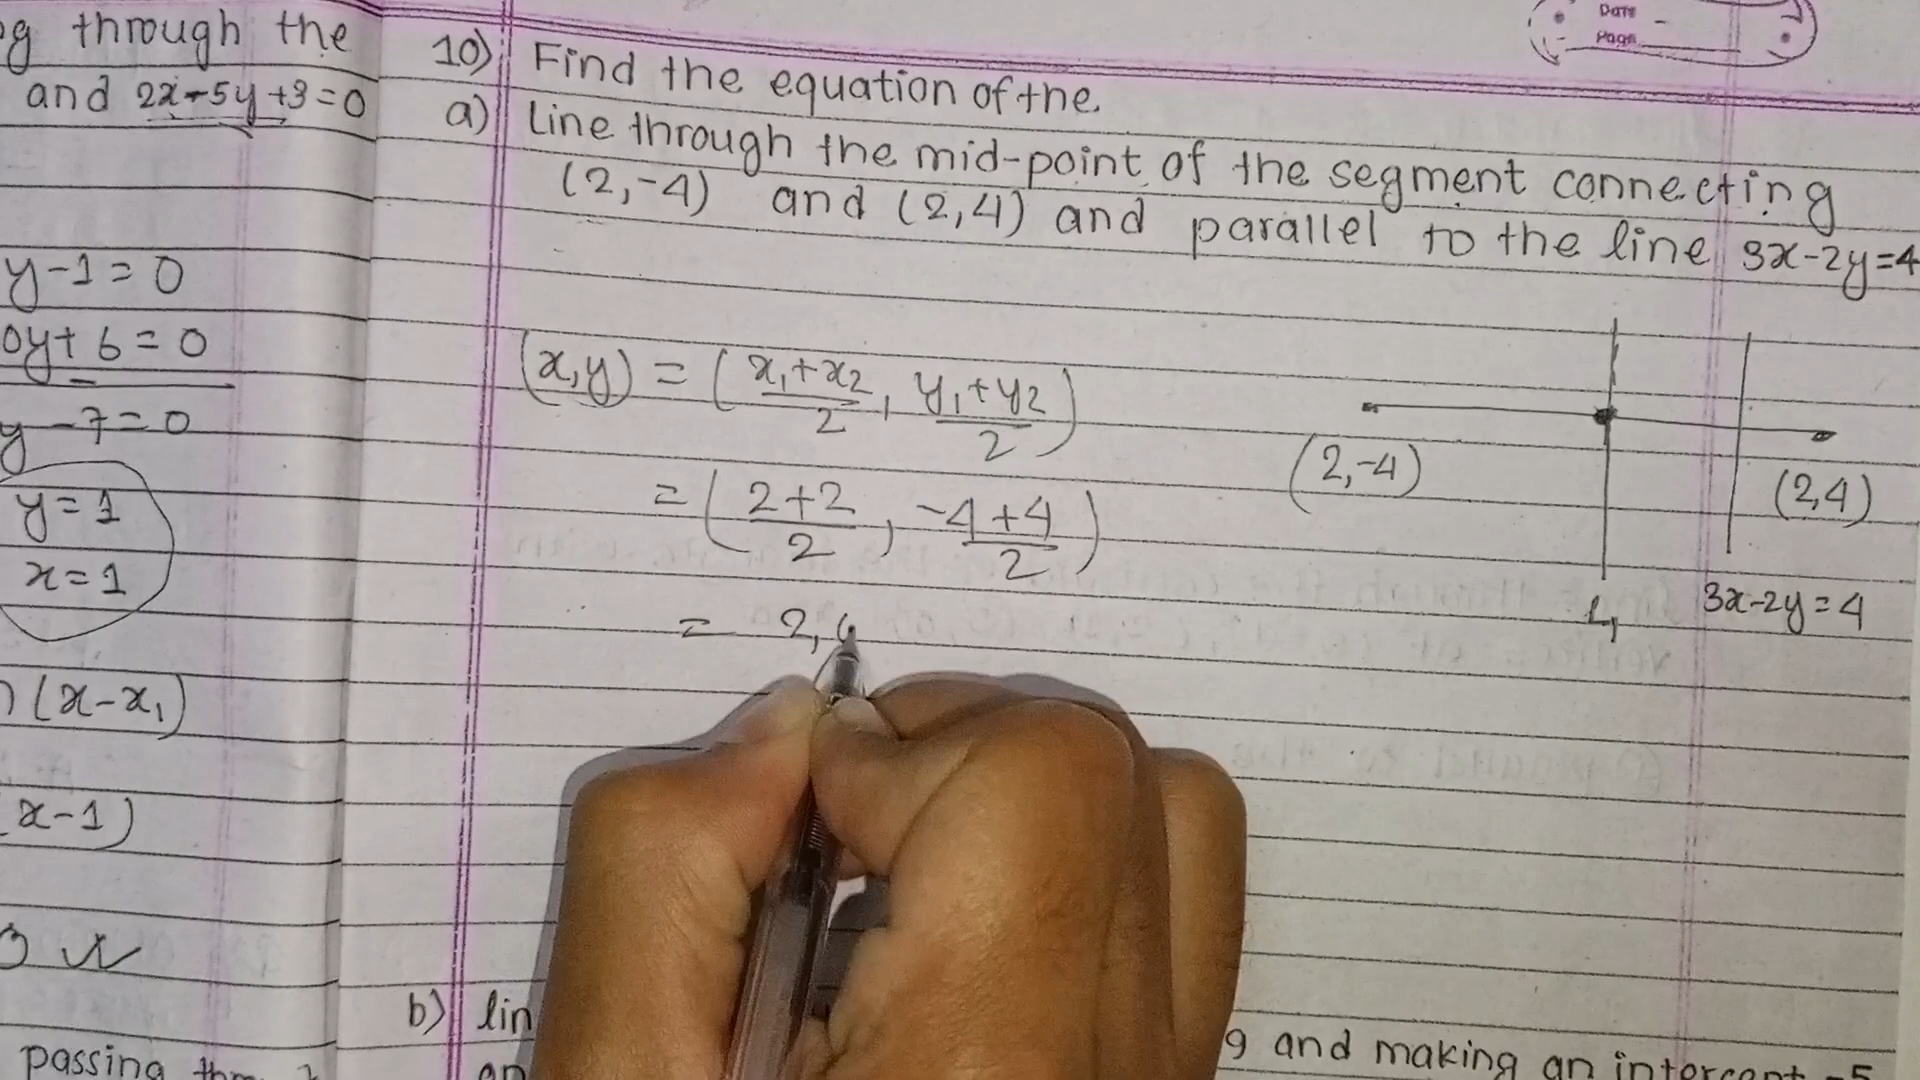 through the
and 2x-5y+3=0
y-1=0
0y+6=0
y-7=0
y=1
x=1
(x-x₁)
x-1)
passing
Date
Page
10) Find the equation of the
a) Line through the mid-point of the segment connecting
(2,-4) and (2,4) and parallel to the line 3x-2y=4
(x,y) = (x₁+x₂/2, y₁+y₂/2)
= (2+2/2, -4+4/2)
= 2,
(2,-4)
(2,4)
L₁
3x-2y=4
b) lin
g and making an intercept -5